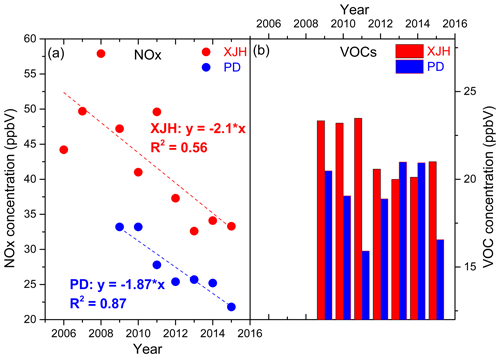 Year
2006 2008 2010 2012 2014 2016
(a) NOx
XJH
PD
(b) VOCs
XJH
PD
60
55
50
45
40
35
30
25
20
NOx concentration (ppbV)
XJH: y = -2.1*x
R² = 0.56
PD: y = -1.87*x
R² = 0.87
25
20
15
VOC concentration (ppbV)
2006 2008 2010 2012 2014 2016
Year